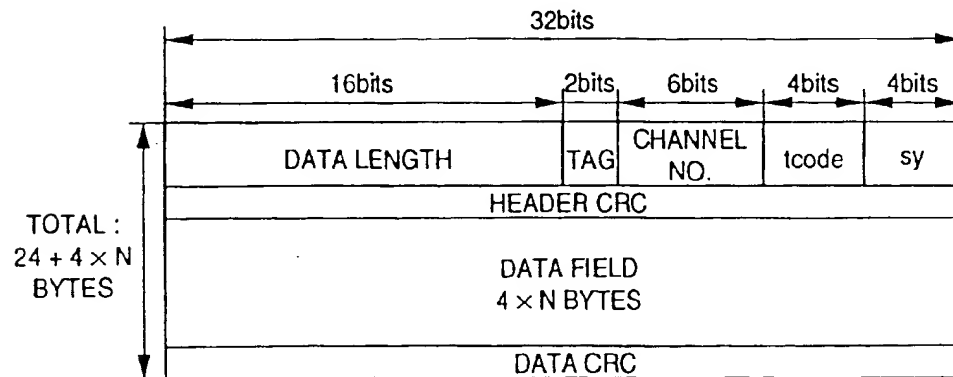 32bits
16bits 2bits 6bits 4bits 4bits
DATA LENGTH TAG CHANNEL NO. tcode sy
HEADER CRC
TOTAL :
24 + 4 × N
BYTES
DATA FIELD
4 × N BYTES
DATA CRC